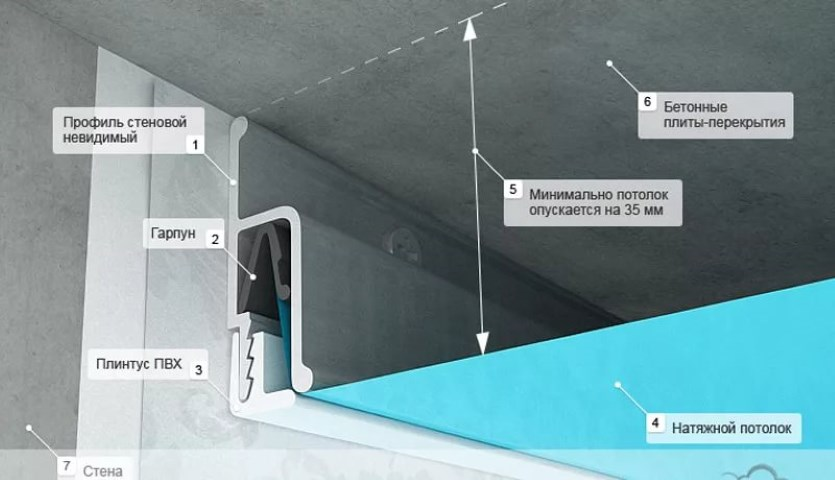 Профиль стеновой
невидимый
1
Гарпун
2
Плинтус ПВХ
3
4
Натяжной потолок
5
Минимально потолок
опускается на 35 мм
6
Бетонные
плиты-перекрытия
7
Стена